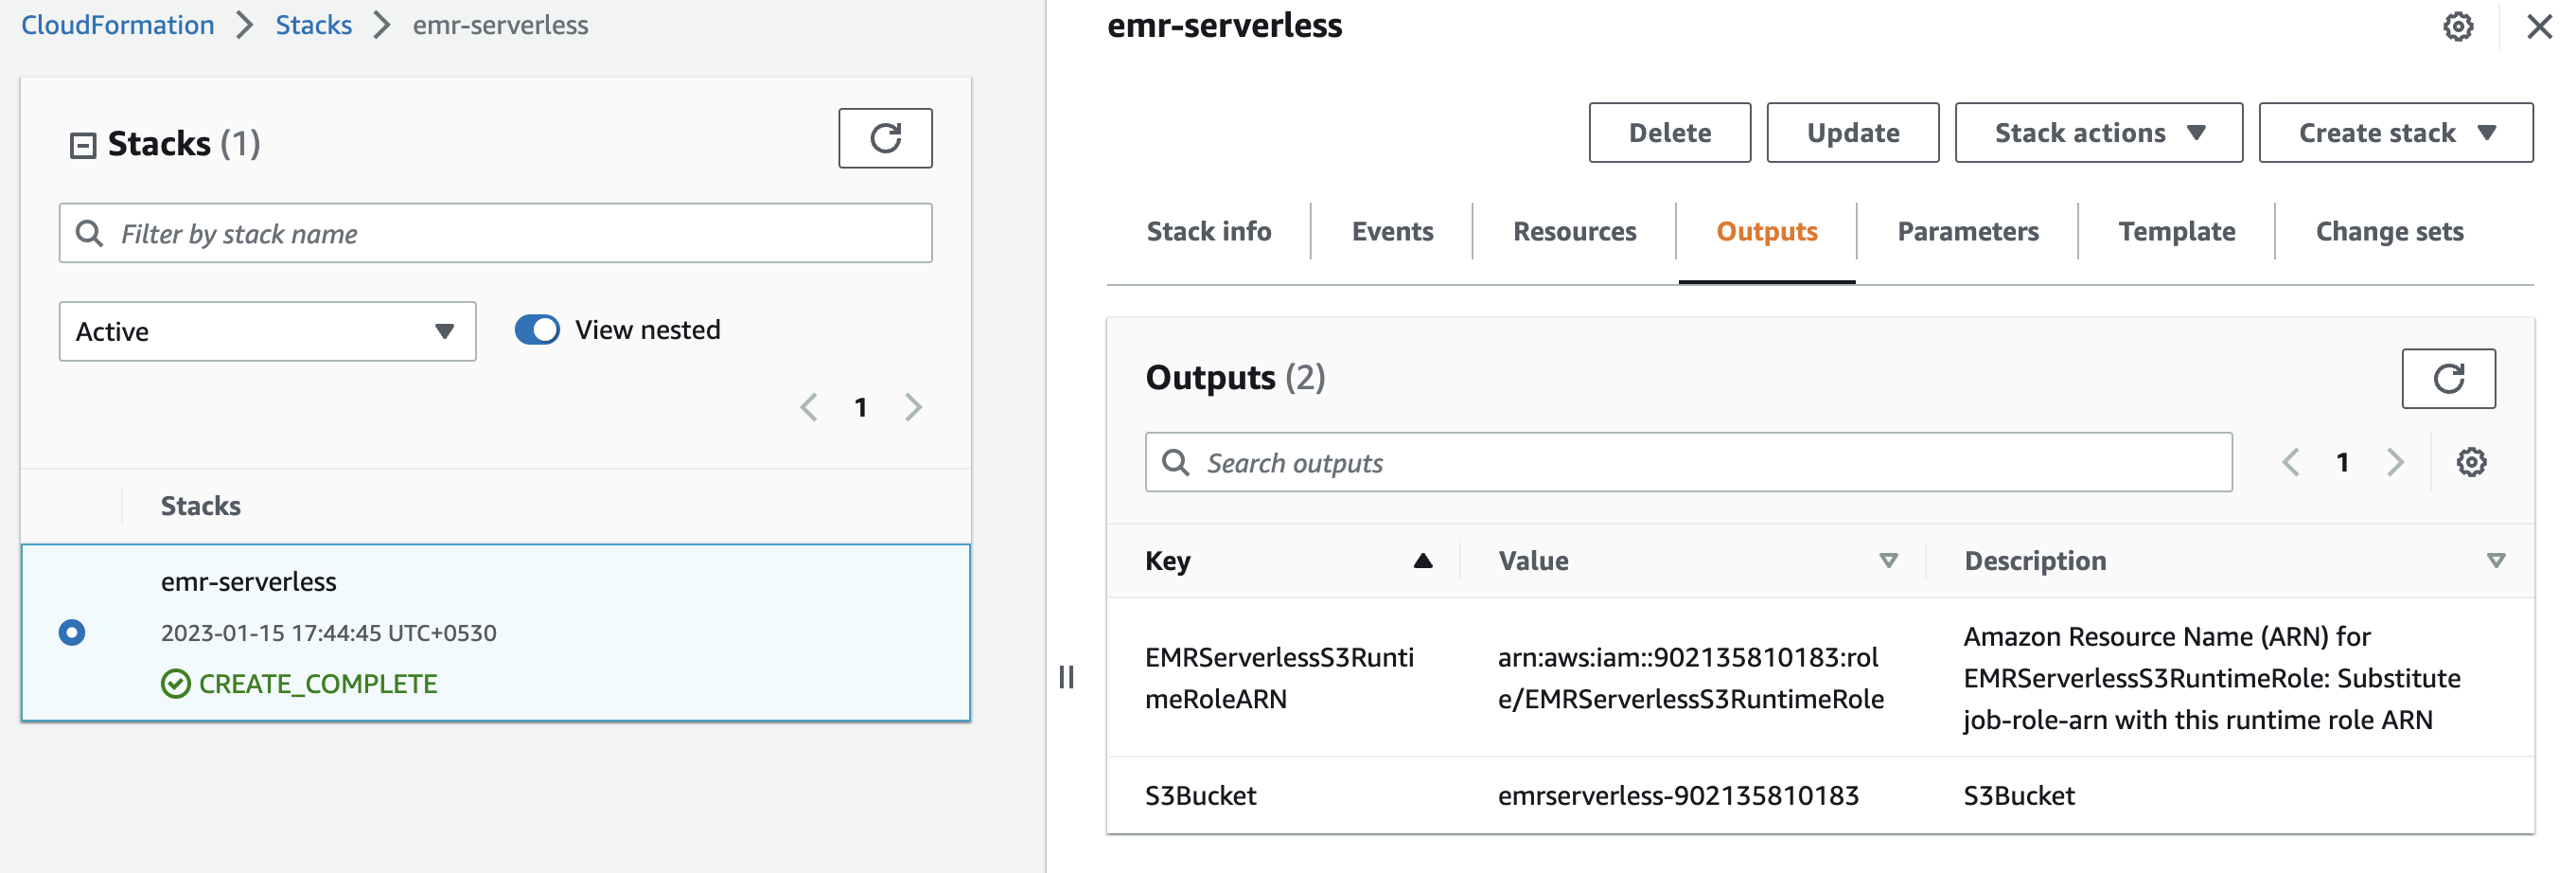 CloudFormation > Stacks > emr-serverless
Stacks (1)
Filter by stack name
Active
View nested
1
Stacks
emr-serverless
2023-01-15 17:44:45 UTC+0530
CREATE_COMPLETE
emr-serverless
Delete
Update
Stack actions
Create stack
Stack info
Events
Resources
Outputs
Parameters
Template
Change sets
Outputs (2)
Search outputs
1
Key
Value
Description
EMRServerlessS3Runti
meRoleARN
arn:aws:iam::902135810183:rol
e/EMRServerlessS3RuntimeRole
Amazon Resource Name (ARN) for
EMRServerlessS3RuntimeRole: Substitute
job-role-arn with this runtime role ARN
S3Bucket
emrserverless-902135810183
S3Bucket